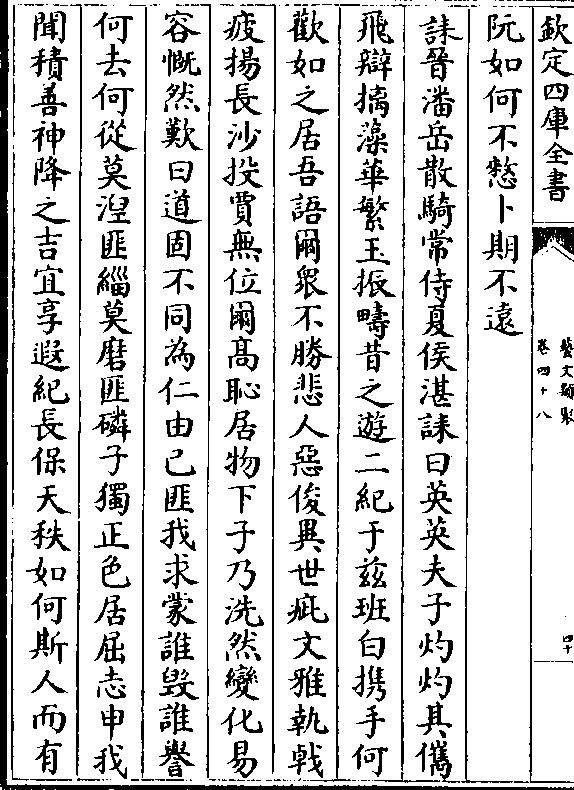 欽定四庫全書
藝文類聚
卷四十八
四十
阮如何不慭卜期不遠
誄晉潘岳散騎常侍夏侯湛誄曰英英夫子灼灼其儁
飛辯摛藻華繁玉振疇昔之遊二紀于兹班白携手何
歡如之居吾語爾衆不勝悲人惡俊異世疵文雅執戟
疲揚長沙投賈無位爾髙恥居物下子乃洗然變化易
容慨然歎曰道固不同為仁由己匪我求蒙誰毀誰譽
何去何從莫湼匪緇莫磨匪磷子獨正色居屈志申我
聞積善神降之吉宜享遐紀長保天秩如何斯人而有